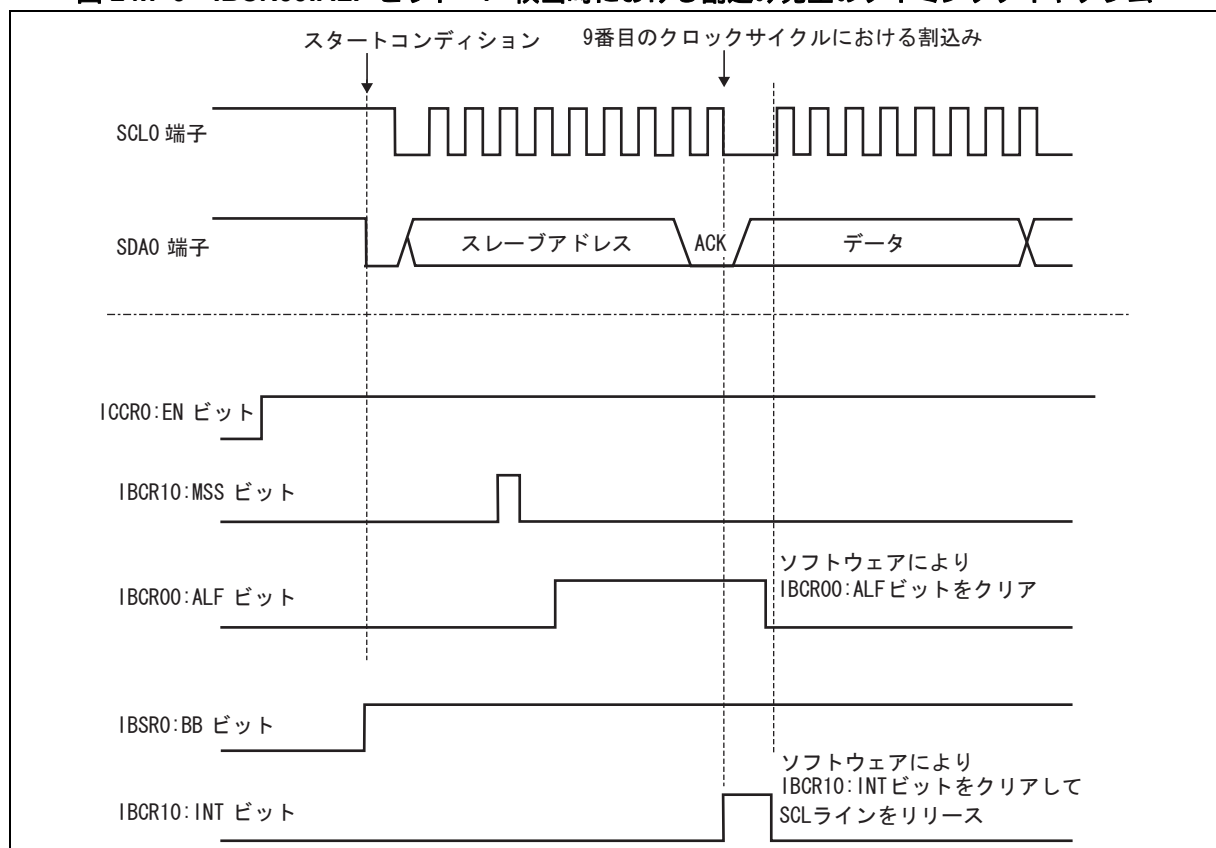 スタートコンディション
9番目のクロックサイクルにおける割込み
SCL0 端子
SDA0 端子
スレーブアドレス
ACK
データ
ICCR0:EN ビット
IBCR10:MSS ビット
IBCR00:ALF ビット
ソフトウェアにより
IBCR00:ALFビットをクリア
IBSR0:BB ビット
IBCR10:INT ビット
ソフトウェアにより
IBCR10:INTビットをクリアして
SCLラインをリリース